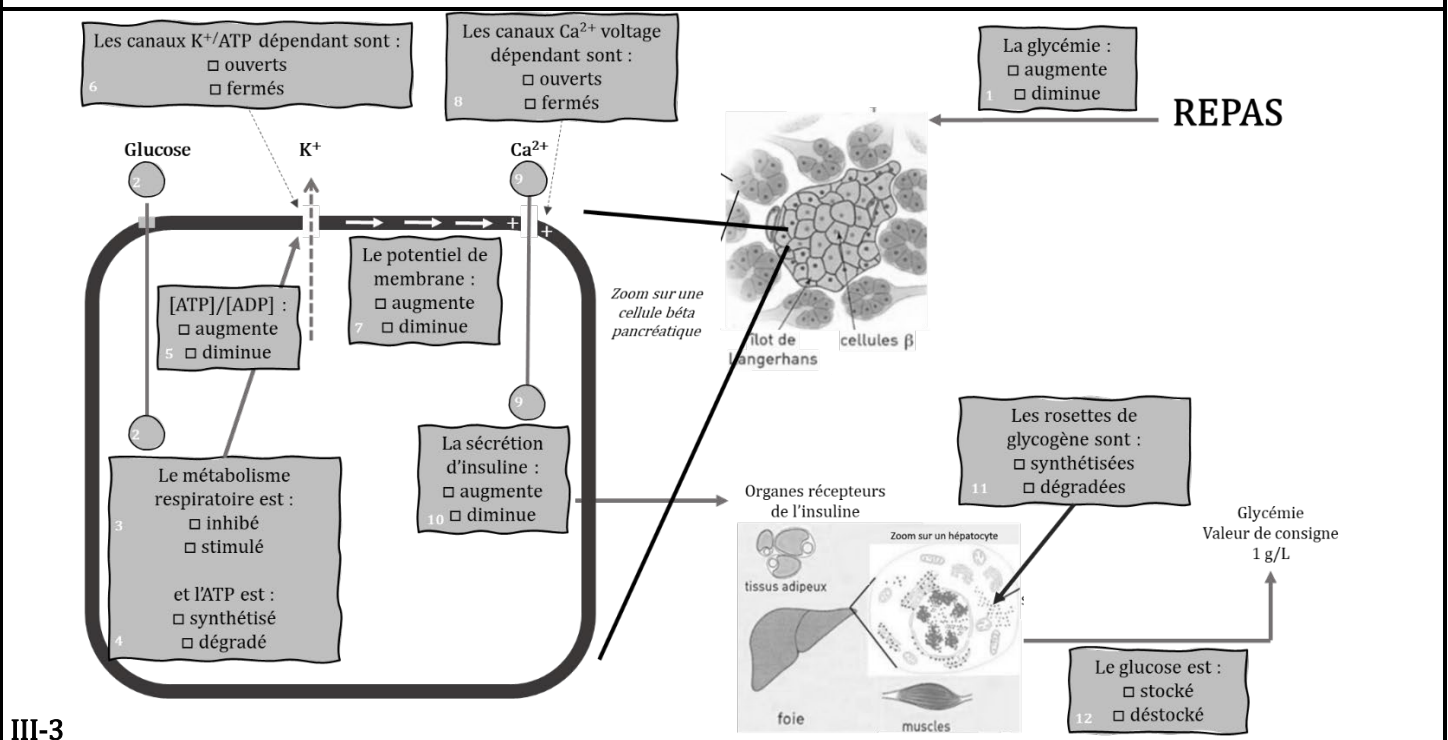 Les canaux K⁺/ATP dépendant sont :
□ ouverts
□ fermés
6
Les canaux Ca²⁺ voltage
dépendant sont :
□ ouverts
□ fermés
8
La glycémie :
□ augmente
□ diminue
1
REPAS
Glucose
K⁺
Ca²⁺
2
9
+
+
Le potentiel de
membrane :
□ augmente
□ diminue
7
[ATP]/[ADP] :
□ augmente
□ diminue
5
Zoom sur une
cellule béta
pancréatique
îlot de
Langerhans
cellules β
2
9
Le métabolisme
respiratoire est :
□ inhibé
□ stimulé
3
et l'ATP est :
□ synthétisé
□ dégradé
4
La sécrétion
d'insuline :
□ augmente
□ diminue
10
Organes récepteurs
de l'insuline
Zoom sur un hépatocyte
tissus adipeux
foie
muscles
Les rosettes de
glycogène sont :
□ synthétisées
□ dégradées
11
Glycémie
Valeur de consigne
1 g/L
Le glucose est :
□ stocké
□ déstocké
12
III-3